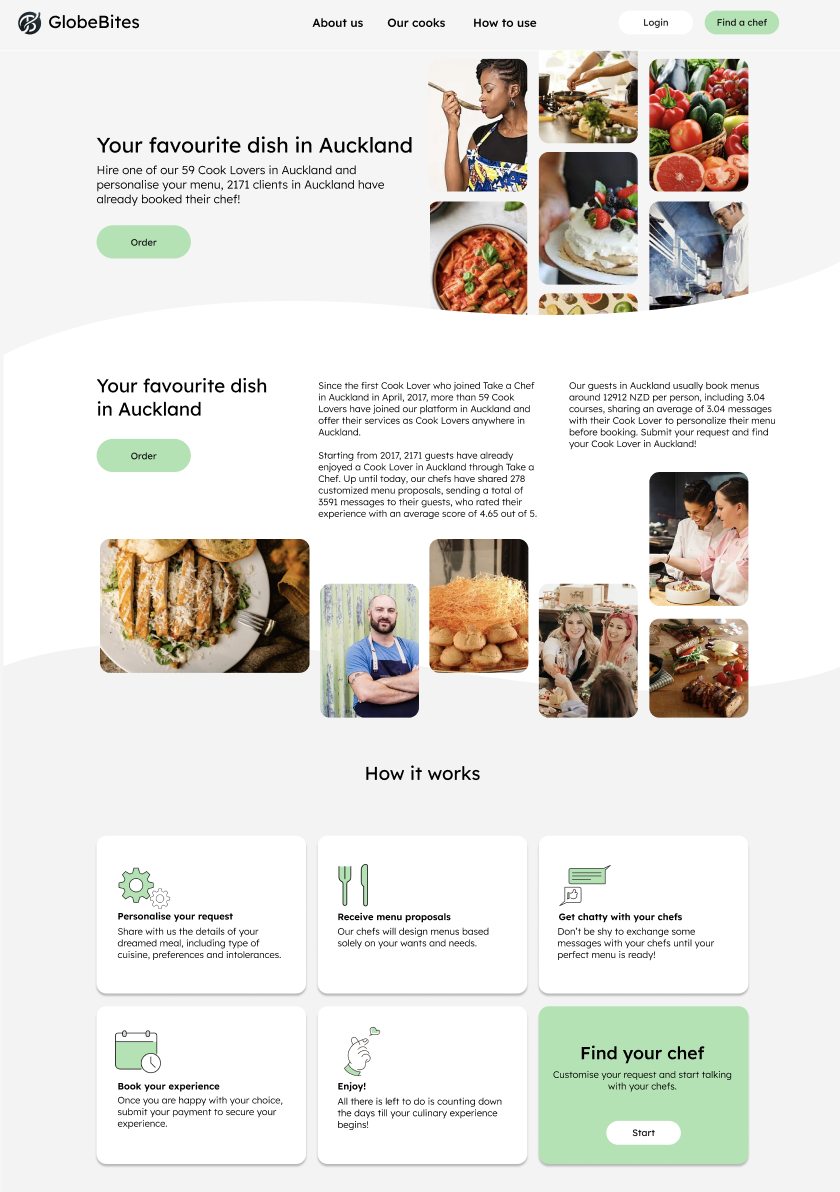 GlobeBites
About us
Our cooks
How to use
Login
Find a chef
Your favourite dish in Auckland
Hire one of our 59 Cook Lovers in Auckland and
personalise your menu, 2171 clients in Auckland have
already booked their chef!
Order
Your favourite dish
in Auckland
Order
Since the first Cook Lover who joined Take a Chef
in Auckland in April, 2017, more than 59 Cook
Lovers have joined our platform in Auckland and
offer their services as Cook Lovers anywhere in
Auckland.
Starting from 2017, 2171 guests have already
enjoyed a Cook Lover in Auckland through Take a
Chef. Up until today, our chefs have shared 278
customized menu proposals, sending a total of
3591 messages to their guests, who rated their
experience with an average score of 4.65 out of 5.
Our guests in Auckland usually book menus
around 12912 NZD per person, including 3.04
courses, sharing an average of 3.04 messages
with their Cook Lover to personalize their menu
before booking. Submit your request and find
your Cook Lover in Auckland!
How it works
Personalise your request
Share with us the details of your
dreamed meal, including type of
cuisine, preferences and intolerances.
Receive menu proposals
Our chefs will design menus based
solely on your wants and needs.
Get chatty with your chefs
Don't be shy to exchange some
messages with your chefs until your
perfect menu is ready!
Book your experience
Once you are happy with your choice,
submit your payment to secure your
experience.
Enjoy!
All there is left to do is counting down
the days till your culinary experience
begins!
Find your chef
Customise your request and start talking
with your chefs.
Start